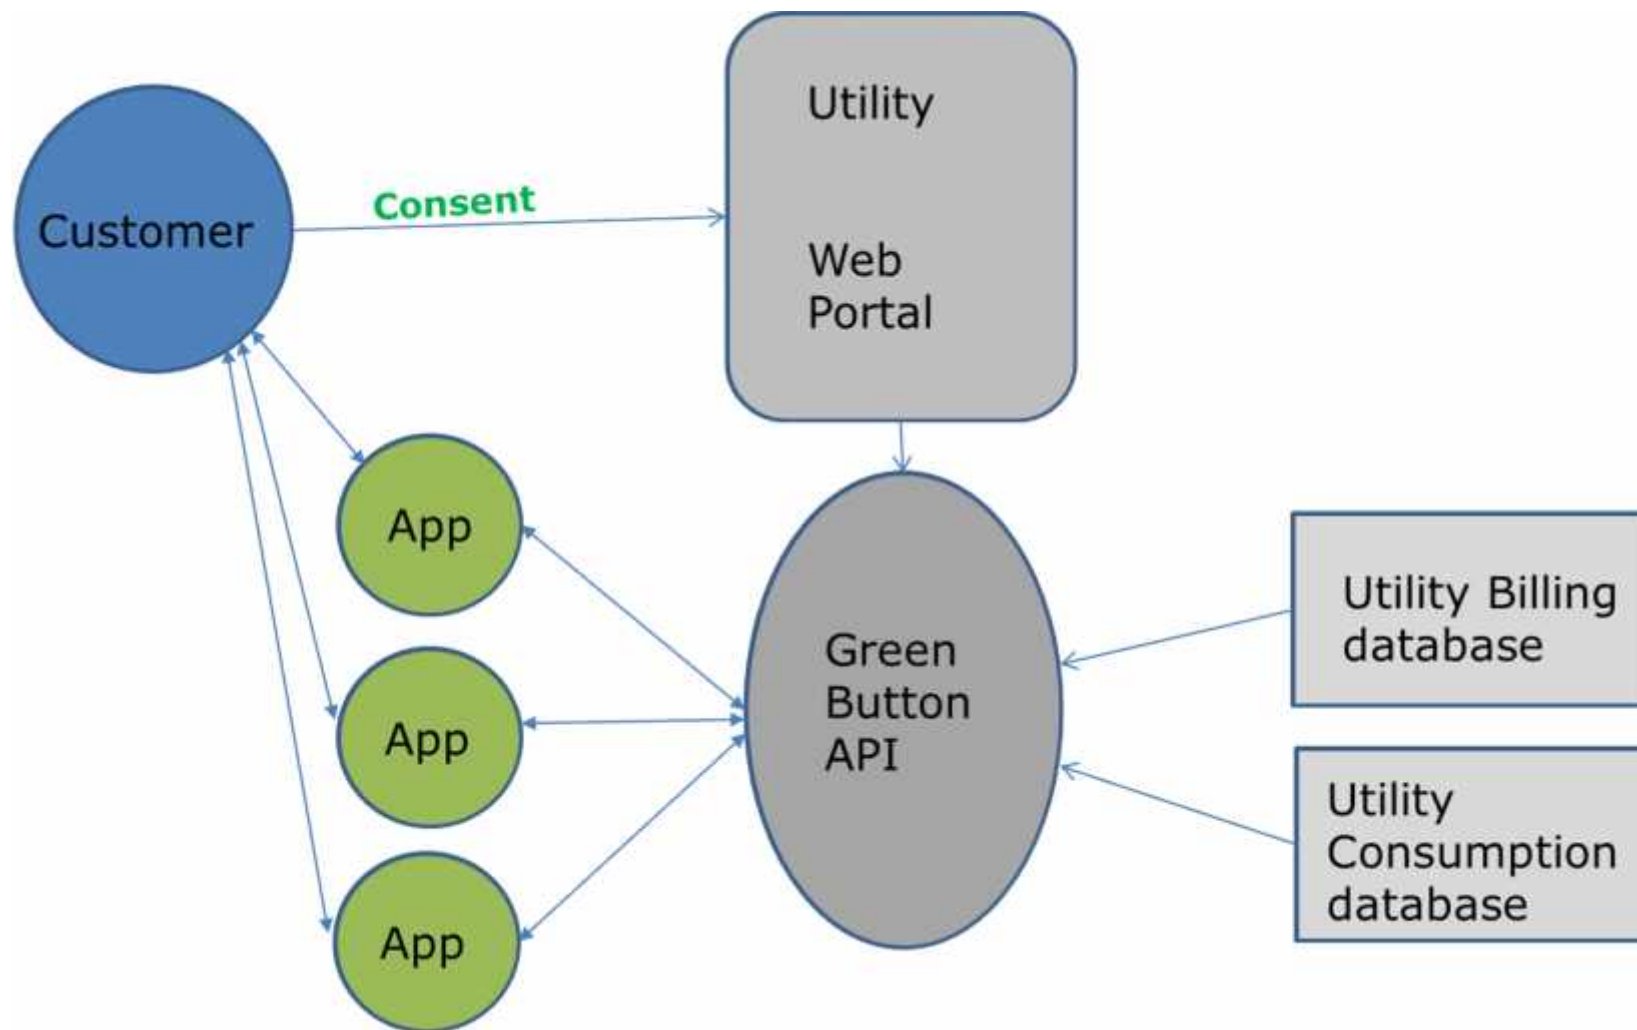 Utility
Customer
Consent
Web
Portal
App
App
App
Green
Button
API
Utility Billing
database
Utility
Consumption
database